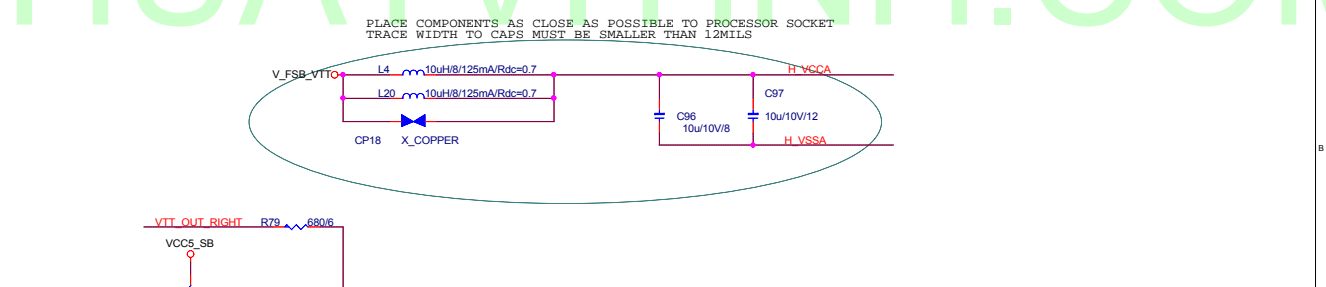 PLACE COMPONENTS AS CLOSE AS POSSIBLE TO PROCESSOR SOCKET
TRACE WIDTH TO CAPS MUST BE SMALLER THAN 12MILS
V_FSB_VTT L4 10uH/8/125mA/Rdc=0.7 H_VCCA
L20 10uH/8/125mA/Rdc=0.7 C97
C96 10u/10V/12
10u/10V/8
CP18 X_COPPER H_VSSA
B
VTT_OUT_RIGHT R79 680/6
VCC5_SB